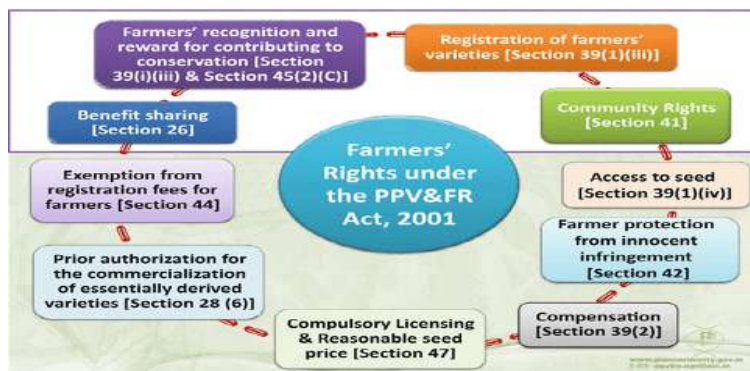 Farmers' recognition and
reward for contributing to
conservation [Section
39(i)(iii) & Section 45(2)(C)]
Registration of farmers'
varieties [Section 39(1)(iii)]
Benefit sharing
[Section 26]
Community Rights
[Section 41]
Farmers'
Rights under
the PPV&FR
Act, 2001
Exemption from
registration fees for
farmers [Section 44]
Access to seed
[Section 39(1)(iv)]
Prior authorization for
the commercialization of
essentially derived
varieties [Section 28 (6)]
Farmer protection
from innocent
infringement
[Section 42]
Compulsory Licensing
& Reasonable seed
price [Section 47]
Compensation
[Section 39(2)]